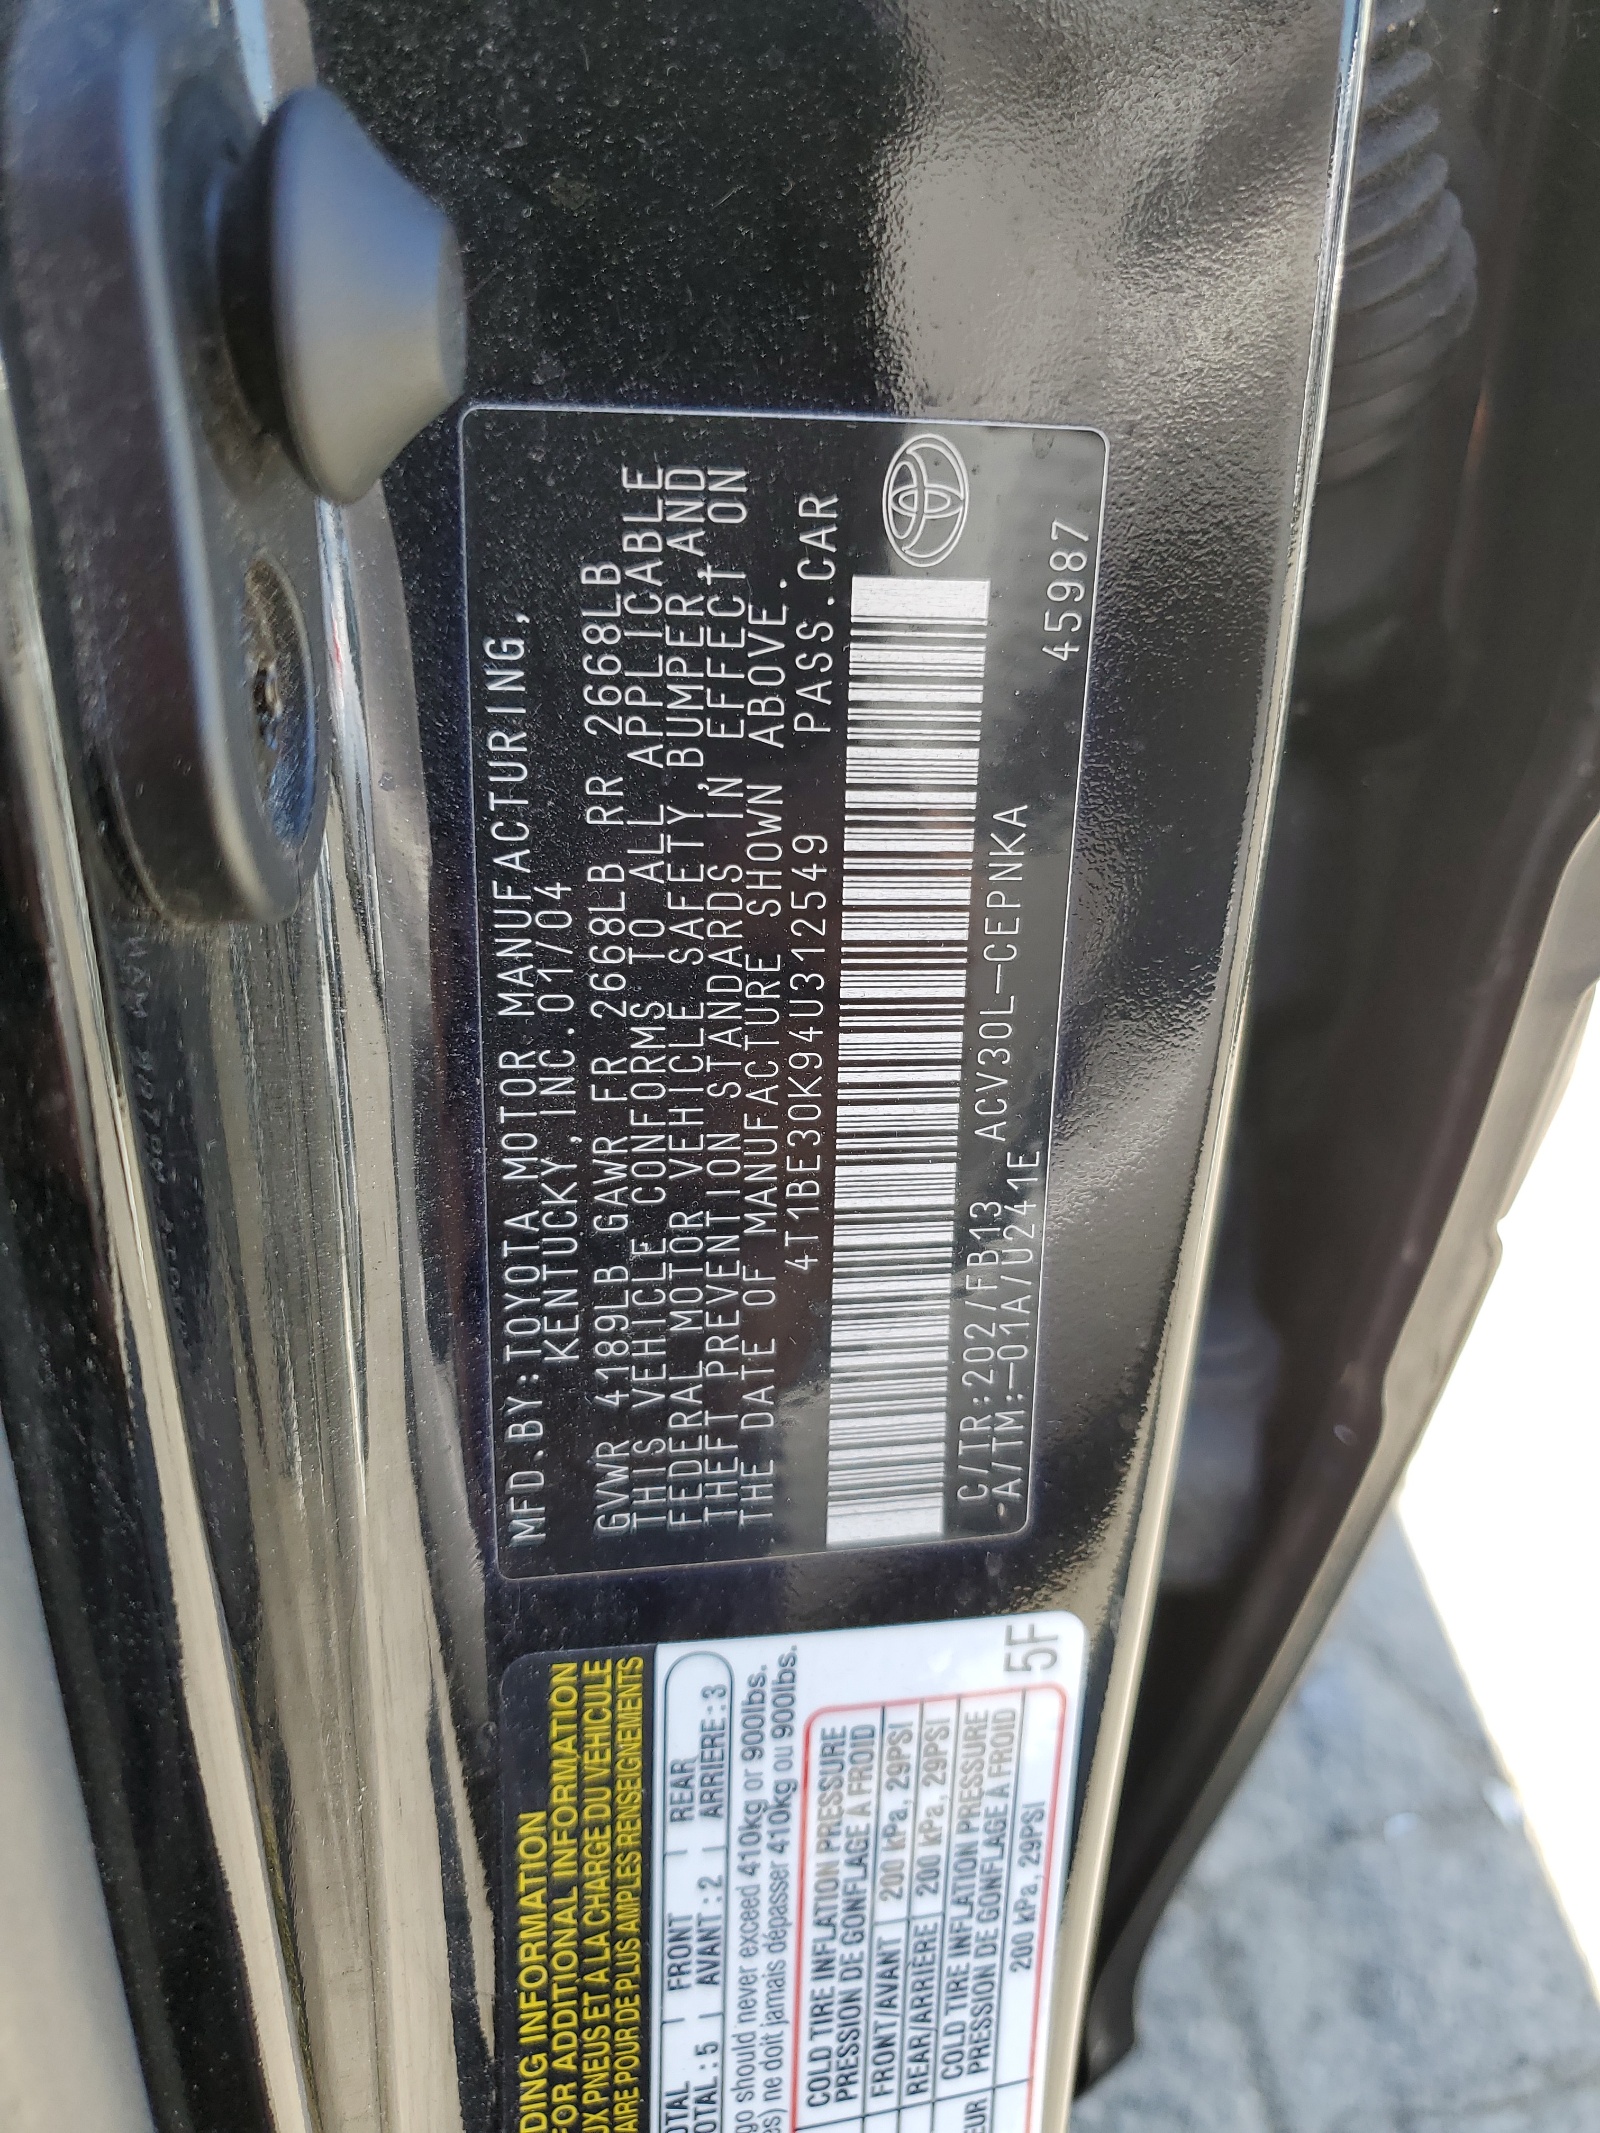 MFD.BY:TOYOTA MOTOR MANUFACTURING,
KENTUCKY,INC.01/04
GVWR 4189LB GAWR FR 2668LB RR 2668LB
THIS VEHICLE CONFORMS TO ALL APPLICABLE
FEDERAL MOTOR VEHICLE SAFETY,BUMPER,AND
THEFT PREVENTION STANDARDS IN EFFECT ON
THE DATE OF MANUFACTURE SHOWN ABOVE.
4T1BE30K94U312549 PASS.CAR
C/TR:202/FB13 ACV30L-CEPNKA
A/TM:-01A/U241E 45987
DING INFORMATION
FOR ADDITIONAL INFORMATION
UX PNEUS ET À LA CHARGE DU VÉHICULE
AIRE POUR DE PLUS AMPLES RENSEIGNEMENTS
OTAL FRONT REAR
OTAL:5 AVANT:2 ARRIERE:3
go should never exceed 410kg or 900lbs.
es) ne doit jamais dépasser 410kg ou 900lbs.
COLD TIRE INFLATION PRESSURE
PRESSION DE GONFLAGE À FROID
FRONT/AVANT 200 kPa, 29PSI
REAR/ARRIÈRE 200 kPa, 29PSI
COLD TIRE INFLATION PRESSURE
EUR PRESSION DE GONFLAGE À FROID
200 kPa, 29PSI
5F